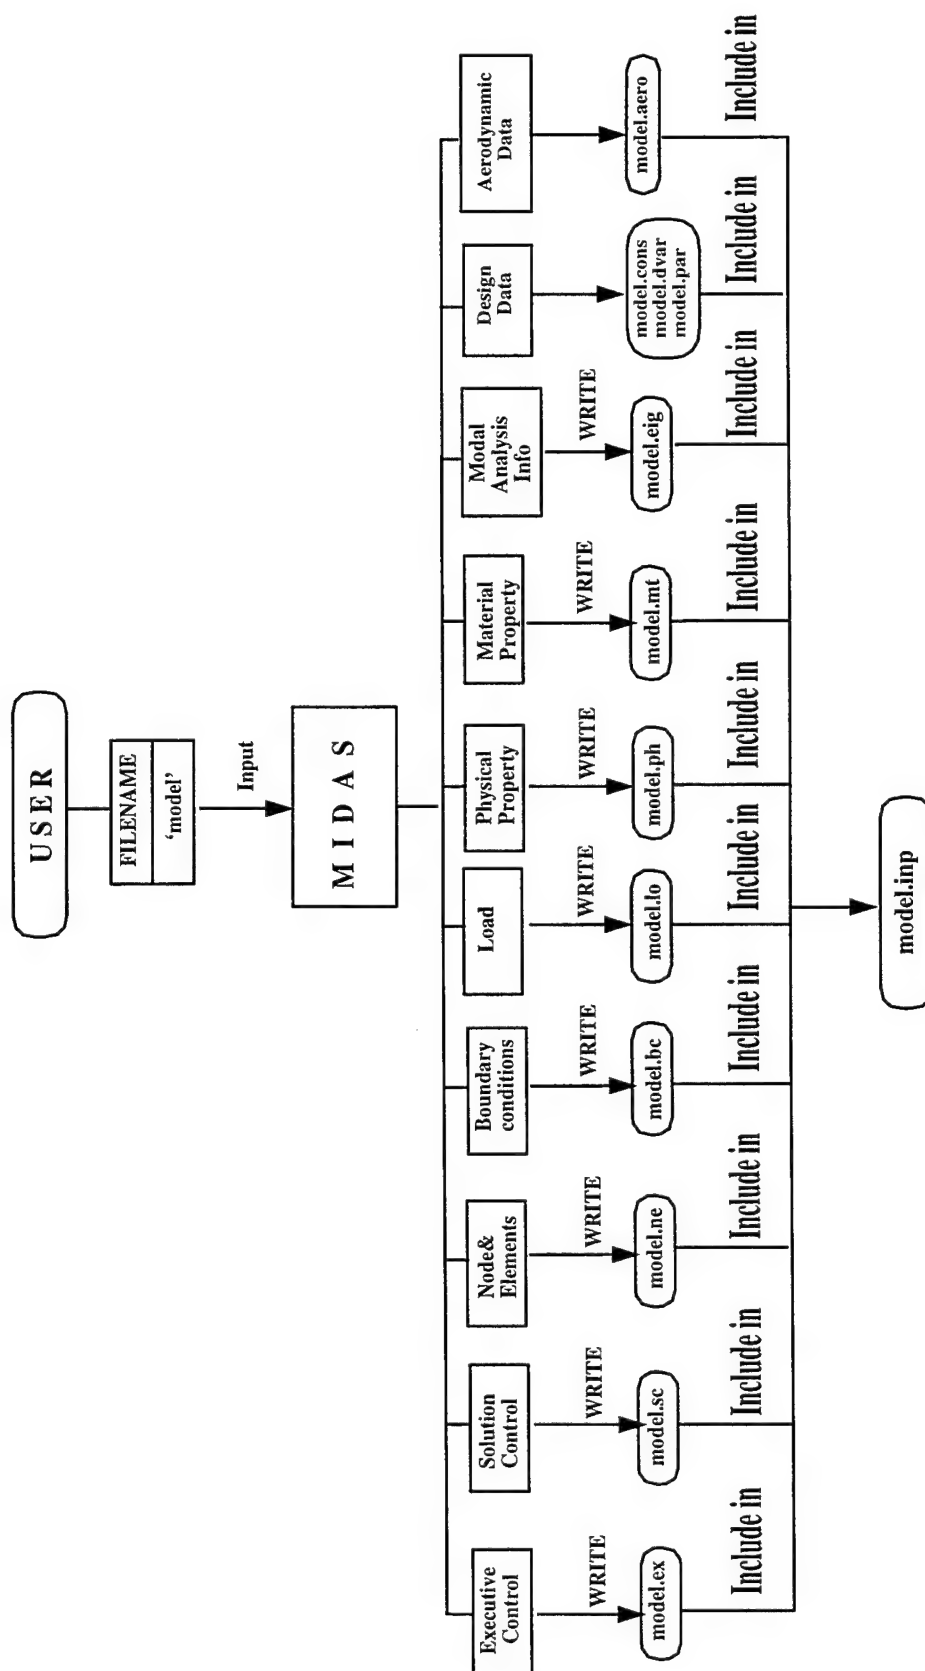 USER
FILENAME
‘model’
Input
MIDAS
Executive
Control
Solution
Control
Node&
Elements
Boundary
conditions
Load
Physical
Property
Material
Property
Modal
Analysis
Info
Design
Data
Aerodynamic
Data
WRITE
WRITE
WRITE
WRITE
WRITE
WRITE
WRITE
WRITE
model.ex
model.sc
model.ne
model.bc
model.lo
model.ph
model.mt
model.eig
model.cons
model.dvar
model.par
model.aero
Include in
Include in
Include in
Include in
Include in
Include in
Include in
Include in
Include in
Include in
model.inp